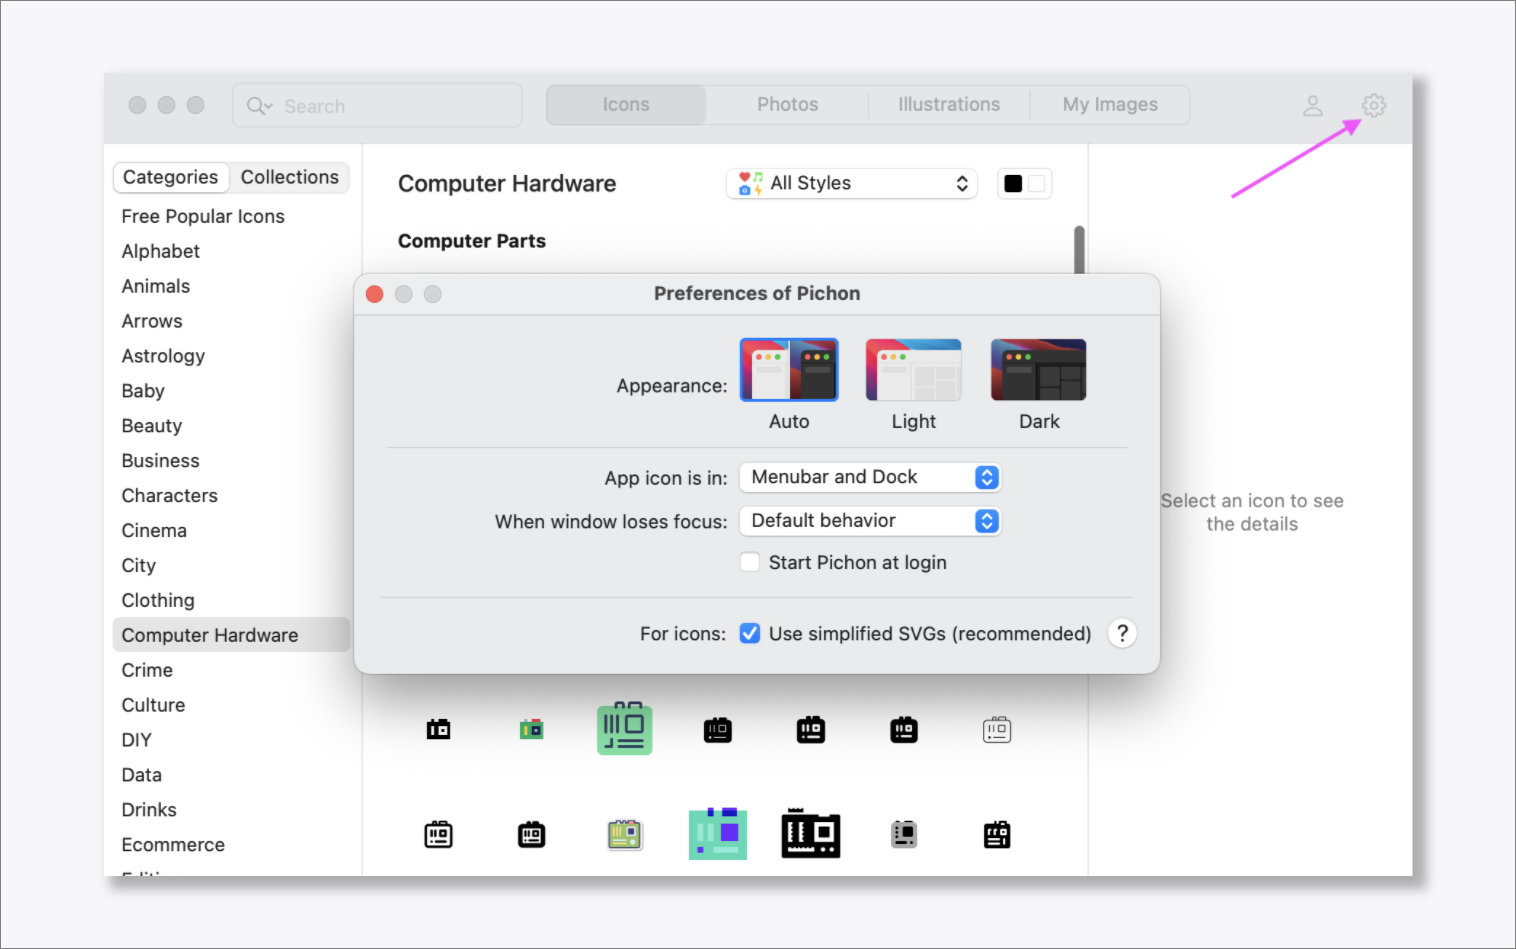 Search
Icons
Photos
Illustrations
My Images
Categories
Collections
Free Popular Icons
Alphabet
Animals
Arrows
Astrology
Baby
Beauty
Business
Characters
Cinema
City
Clothing
Computer Hardware
Crime
Culture
DIY
Data
Drinks
Ecommerce
Computer Hardware
All Styles
Computer Parts
Preferences of Pichon
Appearance:
Auto
Light
Dark
App icon is in: Menubar and Dock
When window loses focus: Default behavior
Start Pichon at login
For icons: Use simplified SVGs (recommended) ?
Select an icon to see
the details